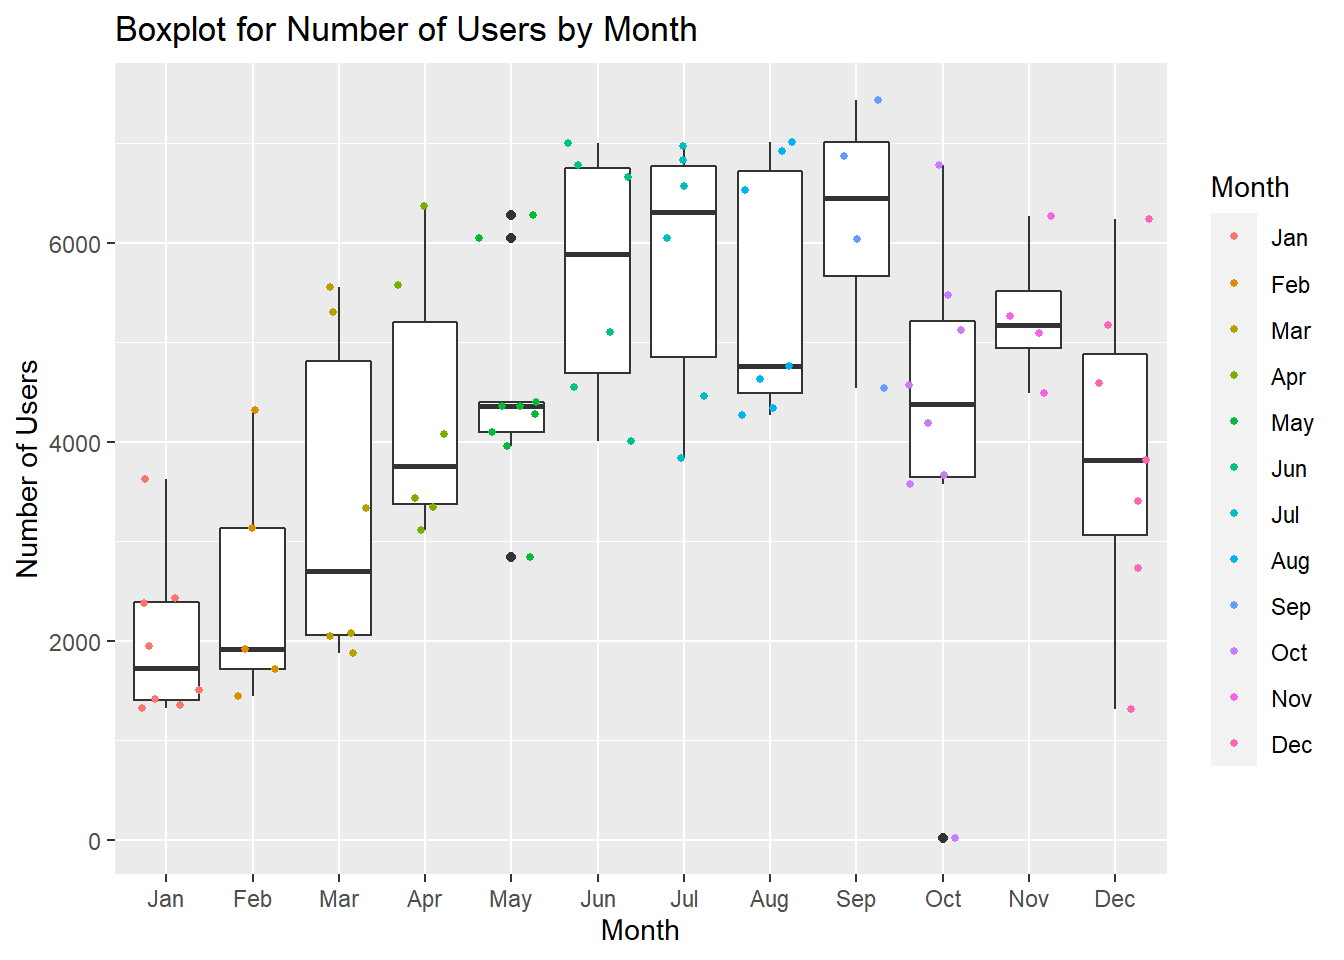 Boxplot for Number of Users by Month
Number of Users
6000
4000
2000
0
Jan Feb Mar Apr May Jun Jul Aug Sep Oct Nov Dec
Month
Month
Jan
Feb
Mar
Apr
May
Jun
Jul
Aug
Sep
Oct
Nov
Dec